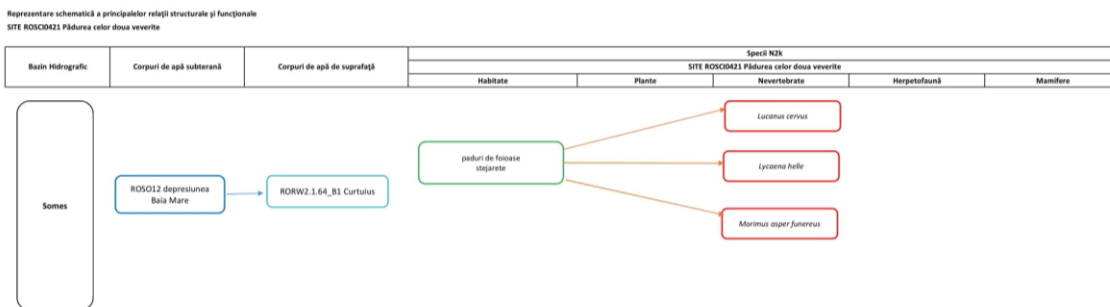 Reprezentare schematică a principalelor relații structurale și funcționale
SITE ROSCI0421 Pădurea celor doua veverite
Bazin Hidrografic
Corpuri de apă subterană
Corpuri de apă de suprafață
Specii N2k
SITE ROSCI0421 Pădurea celor doua veverite
Habitate
Plante
Nevertebrate
Herpetofaună
Mamifere
Somes
ROSO12 depresiunea
Baia Mare
RORW2.1.64_B1 Curtuius
paduri de foioase
stejarete
Lucanus cervus
Lycaena helle
Morimus asper funereus